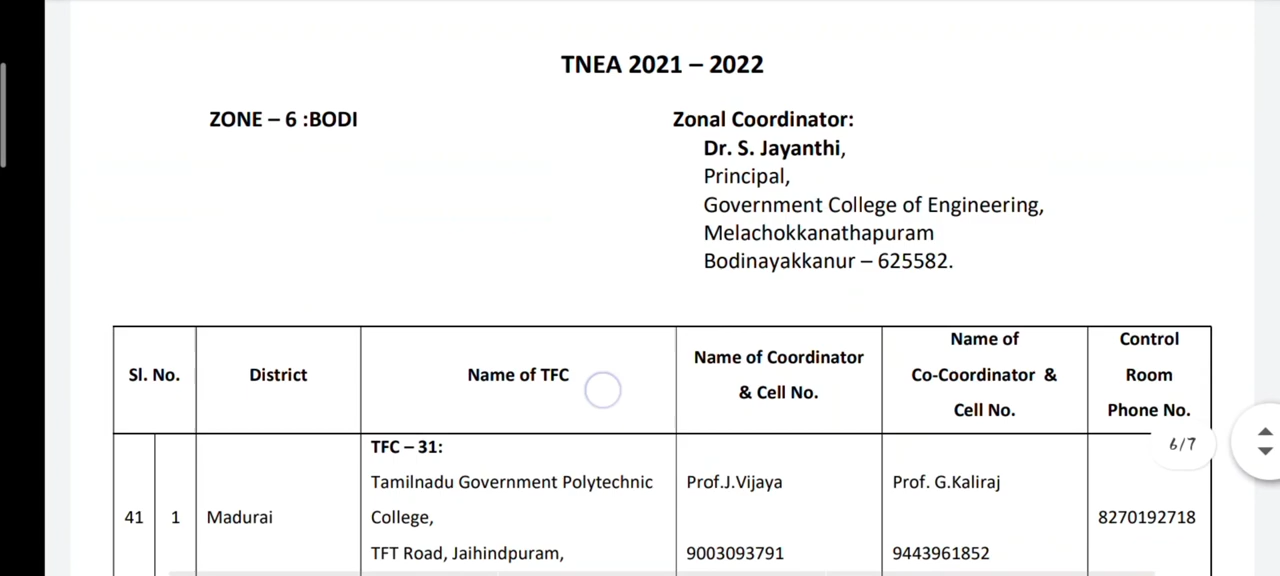 TNEA 2021 – 2022
ZONE – 6 :BODI
Zonal Coordinator:
Dr. S. Jayanthi,
Principal,
Government College of Engineering,
Melachokkanathapuram
Bodinayakkanur – 625582.
Sl. No.
District
Name of TFC
Name of Coordinator
& Cell No.
Name of
Co-Coordinator &
Cell No.
Control
Room
Phone No.
6/7
41
1
Madurai
TFC – 31:
Tamilnadu Government Polytechnic
College,
TFT Road, Jaihindpuram,
Prof.J.Vijaya
9003093791
Prof. G.Kaliraj
9443961852
8270192718